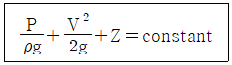 P/ρg + V²/2g + Z = constant